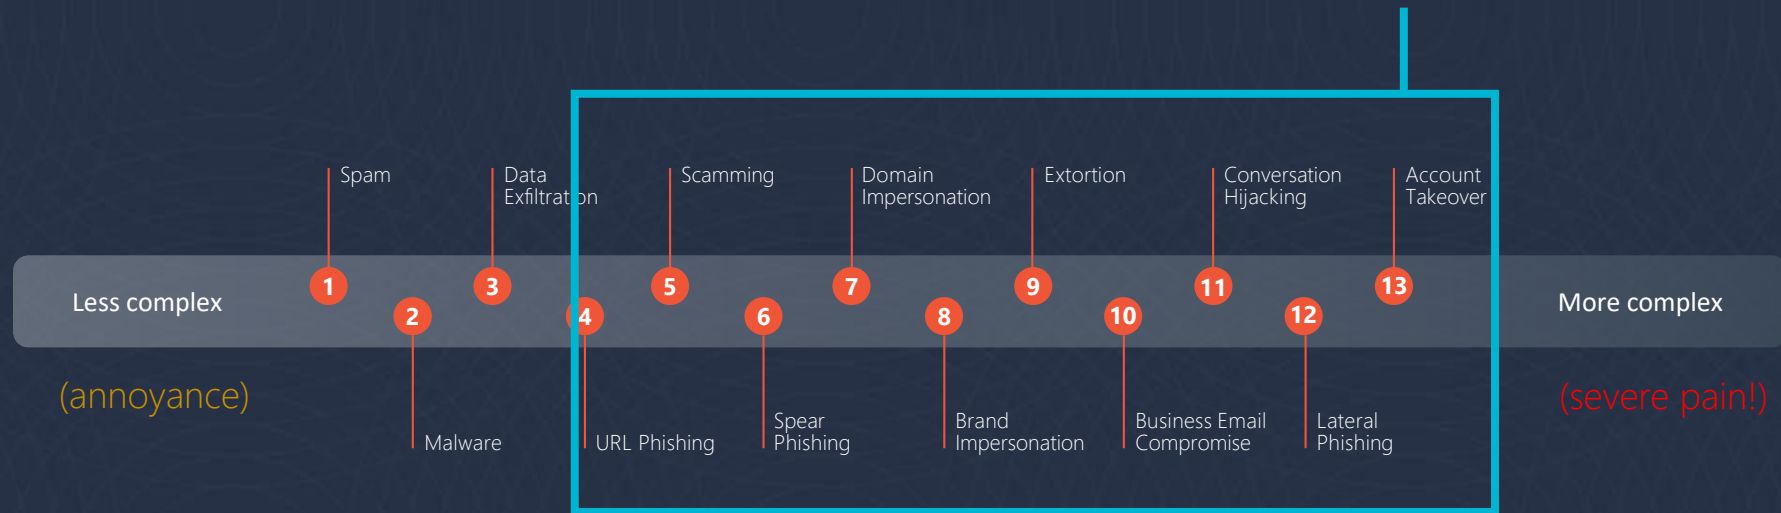 Spam
Data
Exfiltration
Scamming
Domain
Impersonation
Extortion
Conversation
Hijacking
Account
Takeover
Less complex
1
2
3
4
5
6
7
8
9
10
11
12
13
More complex
(annoyance)
(severe pain!)
Malware
URL Phishing
Spear
Phishing
Brand
Impersonation
Business Email
Compromise
Lateral
Phishing